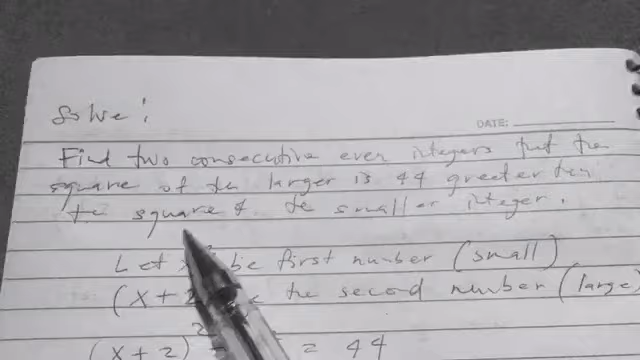 Solve:
DATE:
Find two consecutive even integers that the
square of the larger is 44 greater than
the square of the smaller integer.
Let be first number (small)
(x+ the second number (large)
(x+2)² = 44